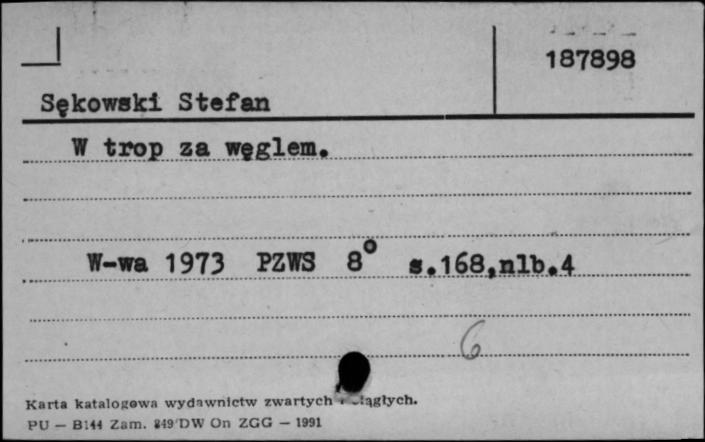 187898
Sękowski Stefan
W trop za węglem.
W-wa 1973 PZWS 8° s.168,nlb.4
6
Karta katalogowa wydawnictw zwartych i ciągłych.
PU — B144 Zam. 849/DW On ZGG — 1991